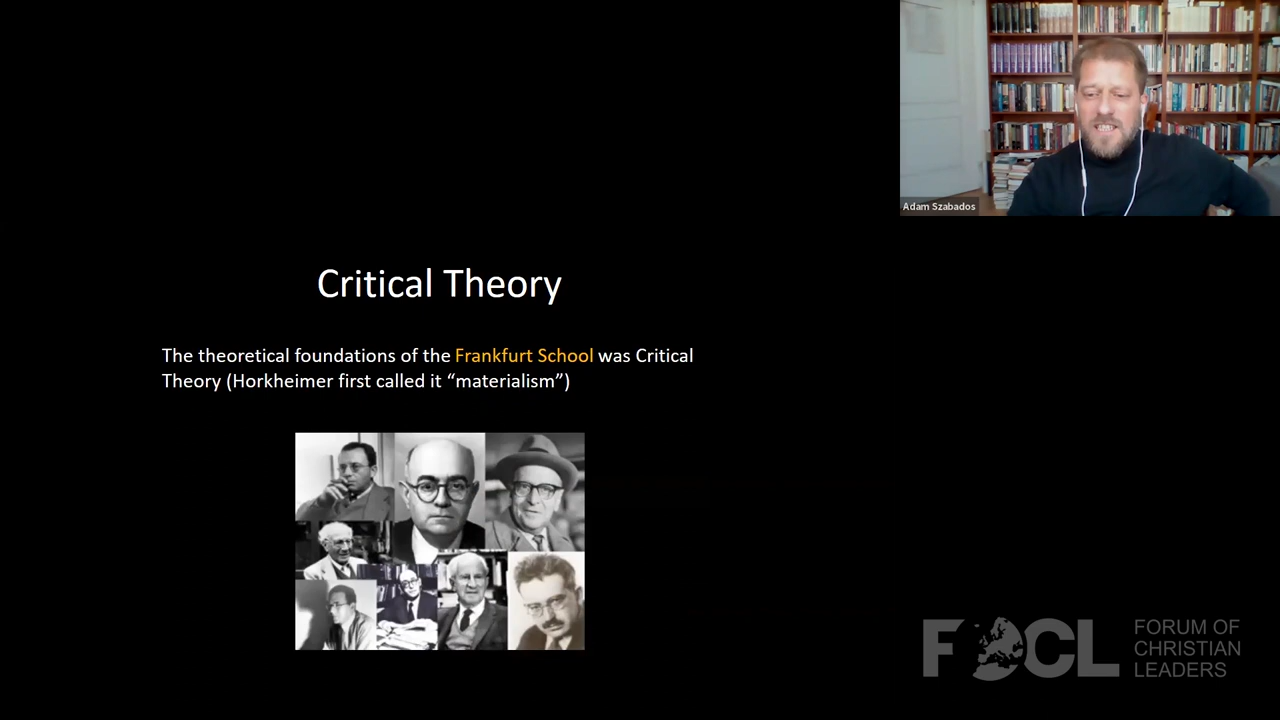 Adam Szabados
Critical Theory
The theoretical foundations of the Frankfurt School was Critical
Theory (Horkheimer first called it “materialism”)
FOCL
FORUM OF
CHRISTIAN
LEADERS